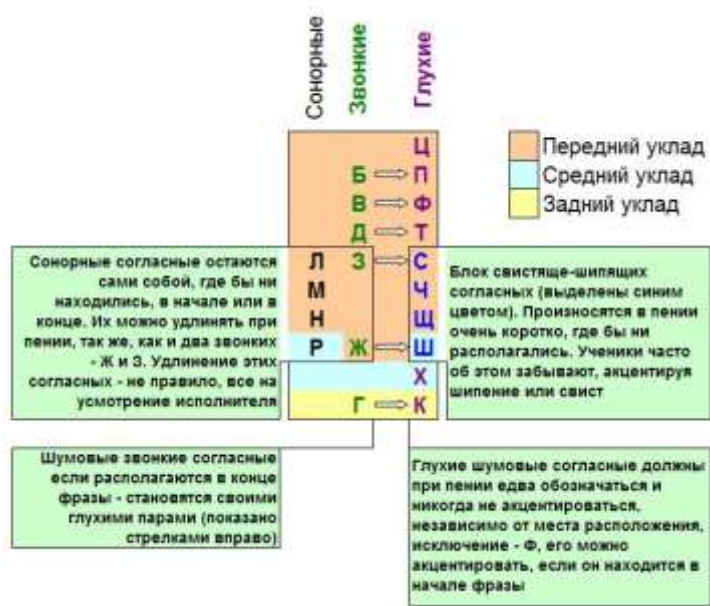 Сонорные
Звонкие
Глухие
Передний уклад
Средний уклад
Задний уклад
Ц
Б П
В Ф
Д Т
Л З С
М Ч
Н Щ
Р Ж Ш
Х
Г К
Сонорные согласные остаются
сами собой, где бы ни
находились, в начале или в
конце. Их можно удлинять при
пении, так же, как и два звонких
- Ж и З. Удлинение этих
согласных - не правило, все на
усмотрение исполнителя
Блок свистяще-шипящих
согласных (выделены синим
цветом). Произносятся в пении
очень коротко, где бы ни
располагались. Ученики часто
об этом забывают, акцентируя
шипение или свист
Шумовые звонкие согласные
если располагаются в конце
фразы - становятся своими
глухими парами (показано
стрелками вправо)
Глухие шумовые согласные должны
при пении едва обозначаться и
никогда не акцентироваться,
независимо от места расположения,
исключение - Ф, его можно
акцентировать, если он находится в
начале фразы